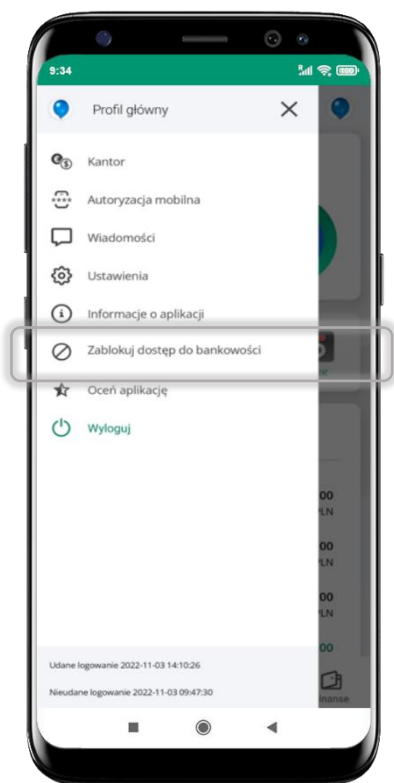 9:34
Profil główny
Kantor
Autoryzacja mobilna
Wiadomości
Ustawienia
Informacje o aplikacji
Zablokuj dostęp do bankowości
Oceń aplikację
Wyloguj
00
PLN
00
PLN
00
PLN
00
Udane logowanie 2022-11-03 14:10:26
Nieudane logowanie 2022-11-03 09:47:30
inanse